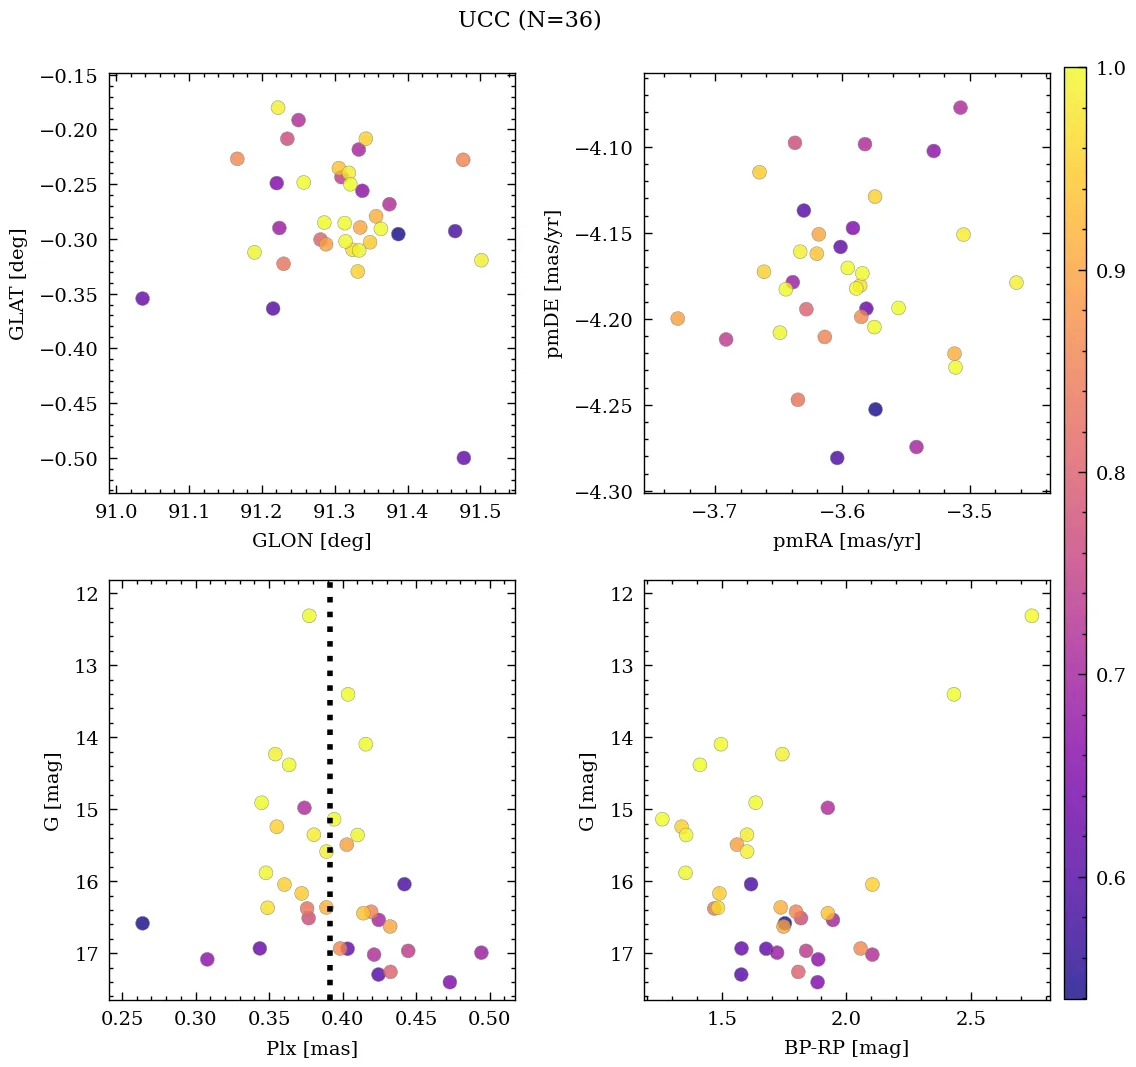 UCC (N=36)
−0.15
−0.20
−0.25
−0.30
−0.35
−0.40
−0.45
−0.50
GLAT [deg]
91.0 91.1 91.2 91.3 91.4 91.5
GLON [deg]
−4.10
−4.15
−4.20
−4.25
−4.30
pmDE [mas/yr]
−3.7 −3.6 −3.5
pmRA [mas/yr]
12
13
14
15
16
17
G [mag]
0.25 0.30 0.35 0.40 0.45 0.50
Plx [mas]
12
13
14
15
16
17
G [mag]
1.5 2.0 2.5
BP-RP [mag]
1.0
0.9
0.8
0.7
0.6